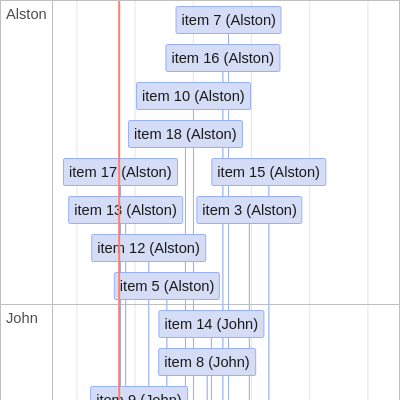 Alston
item 7 (Alston)
item 16 (Alston)
item 10 (Alston)
item 18 (Alston)
item 17 (Alston)
item 15 (Alston)
item 13 (Alston)
item 3 (Alston)
item 12 (Alston)
item 5 (Alston)
John
item 14 (John)
item 8 (John)
item 9 (John)